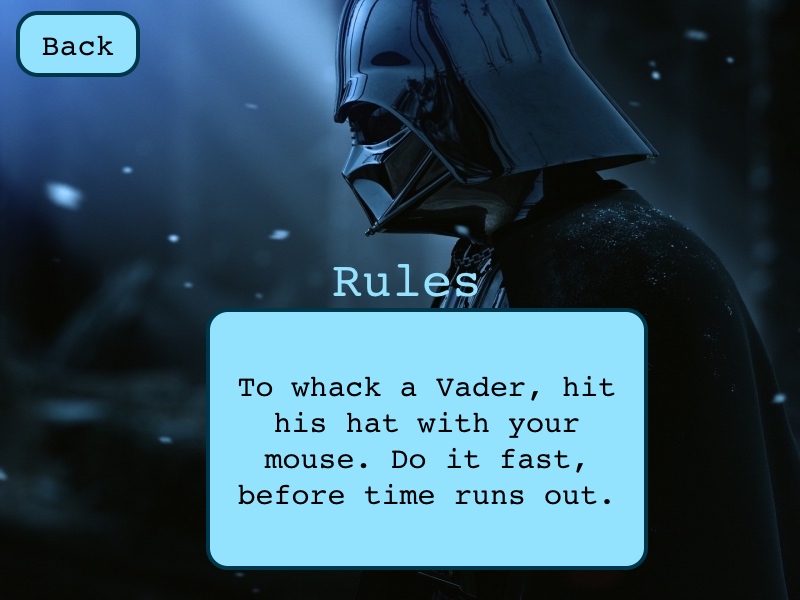 Back
Rules
To whack a Vader, hit
his hat with your
mouse. Do it fast,
before time runs out.